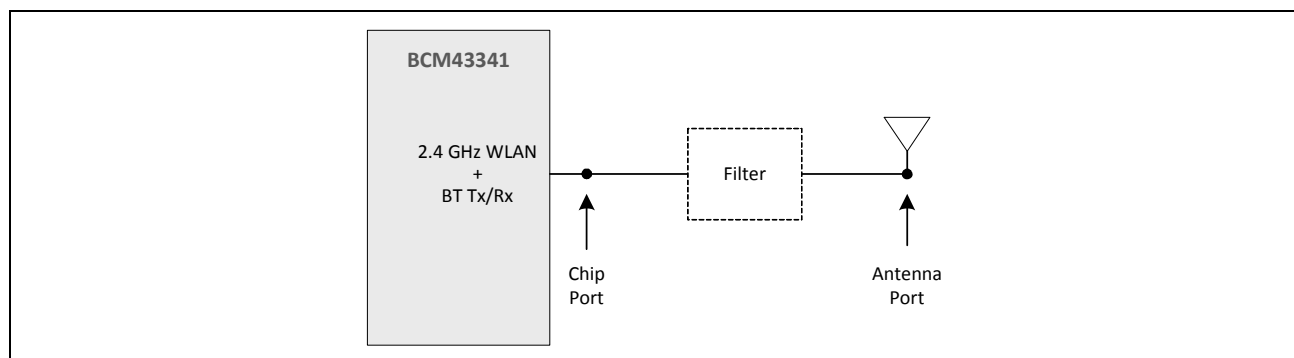 BCM43341
2.4 GHz WLAN
+
BT Tx/Rx
Filter
Chip
Port
Antenna
Port